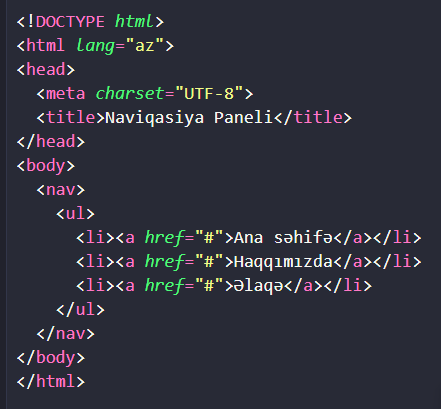 <!DOCTYPE html>
<html lang="az">
<head>
  <meta charset="UTF-8">
  <title>Naviqasiya Paneli</title>
</head>
<body>
  <nav>
    <ul>
      <li><a href="#">Ana səhifə</a></li>
      <li><a href="#">Haqqımızda</a></li>
      <li><a href="#">Əlaqə</a></li>
    </ul>
  </nav>
</body>
</html>